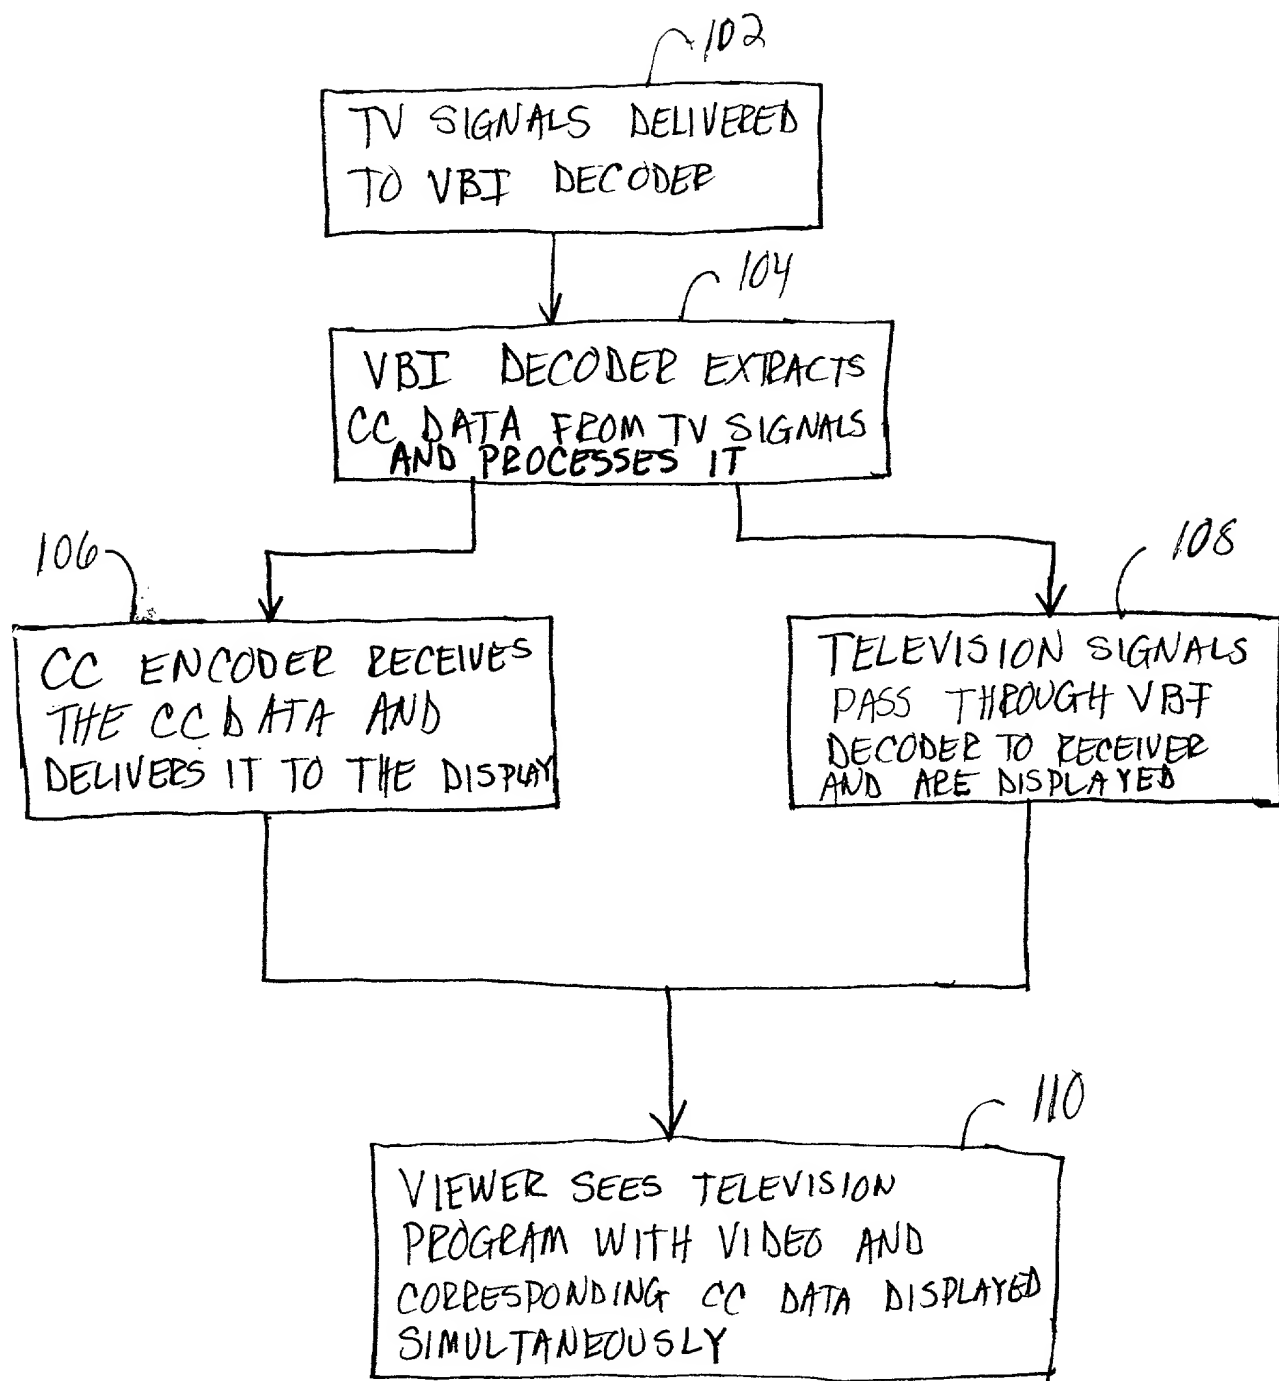 102
TV SIGNALS DELIVERED
TO VBI DECODER
104
VBI DECODER EXTRACTS
CC DATA FROM TV SIGNALS
AND PROCESSES IT
106
CC ENCODER RECEIVES
THE CC DATA AND
DELIVERS IT TO THE DISPLAY
108
TELEVISION SIGNALS
PASS THROUGH VBI
DECODER TO RECEIVER
AND ARE DISPLAYED
110
VIEWER SEES TELEVISION
PROGRAM WITH VIDEO AND
CORRESPONDING CC DATA DISPLAYED
SIMULTANEOUSLY